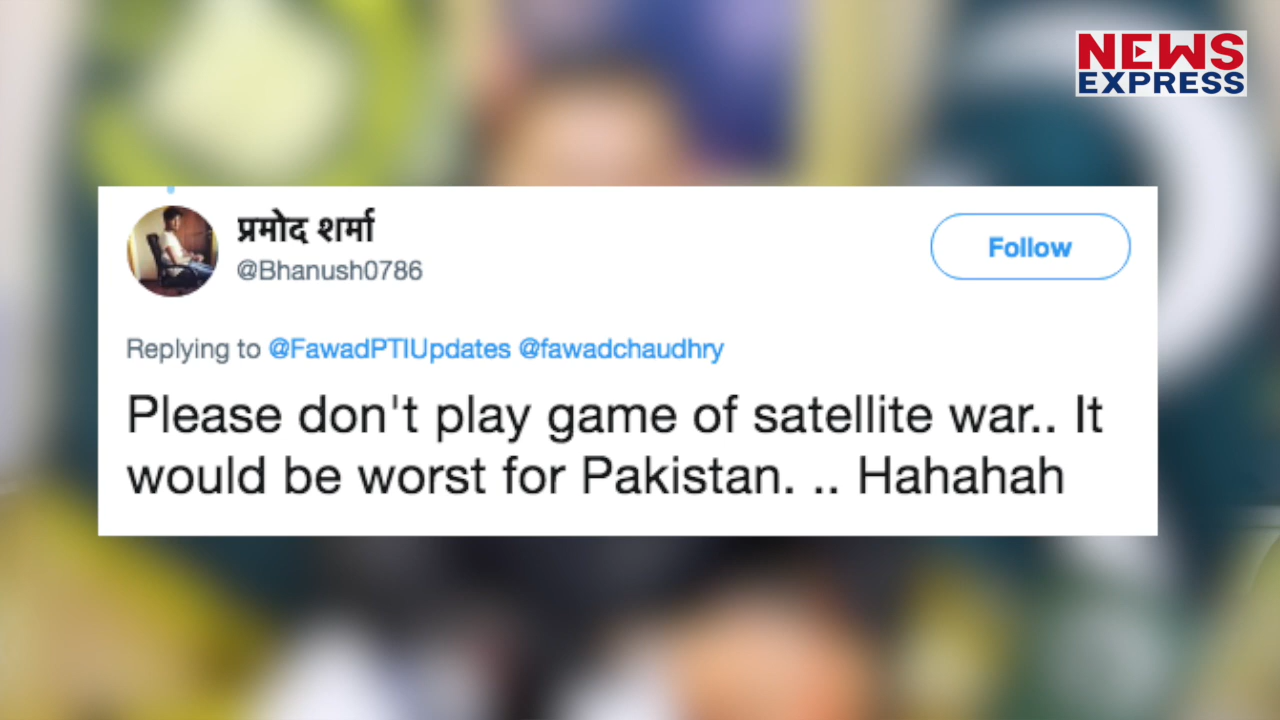 NEWS
EXPRESS
प्रमोद शर्मा
@Bhanush0786
Follow
Replying to @FawadPTIUpdates @fawadchaudhry
Please don't play game of satellite war.. It
would be worst for Pakistan. .. Hahahah